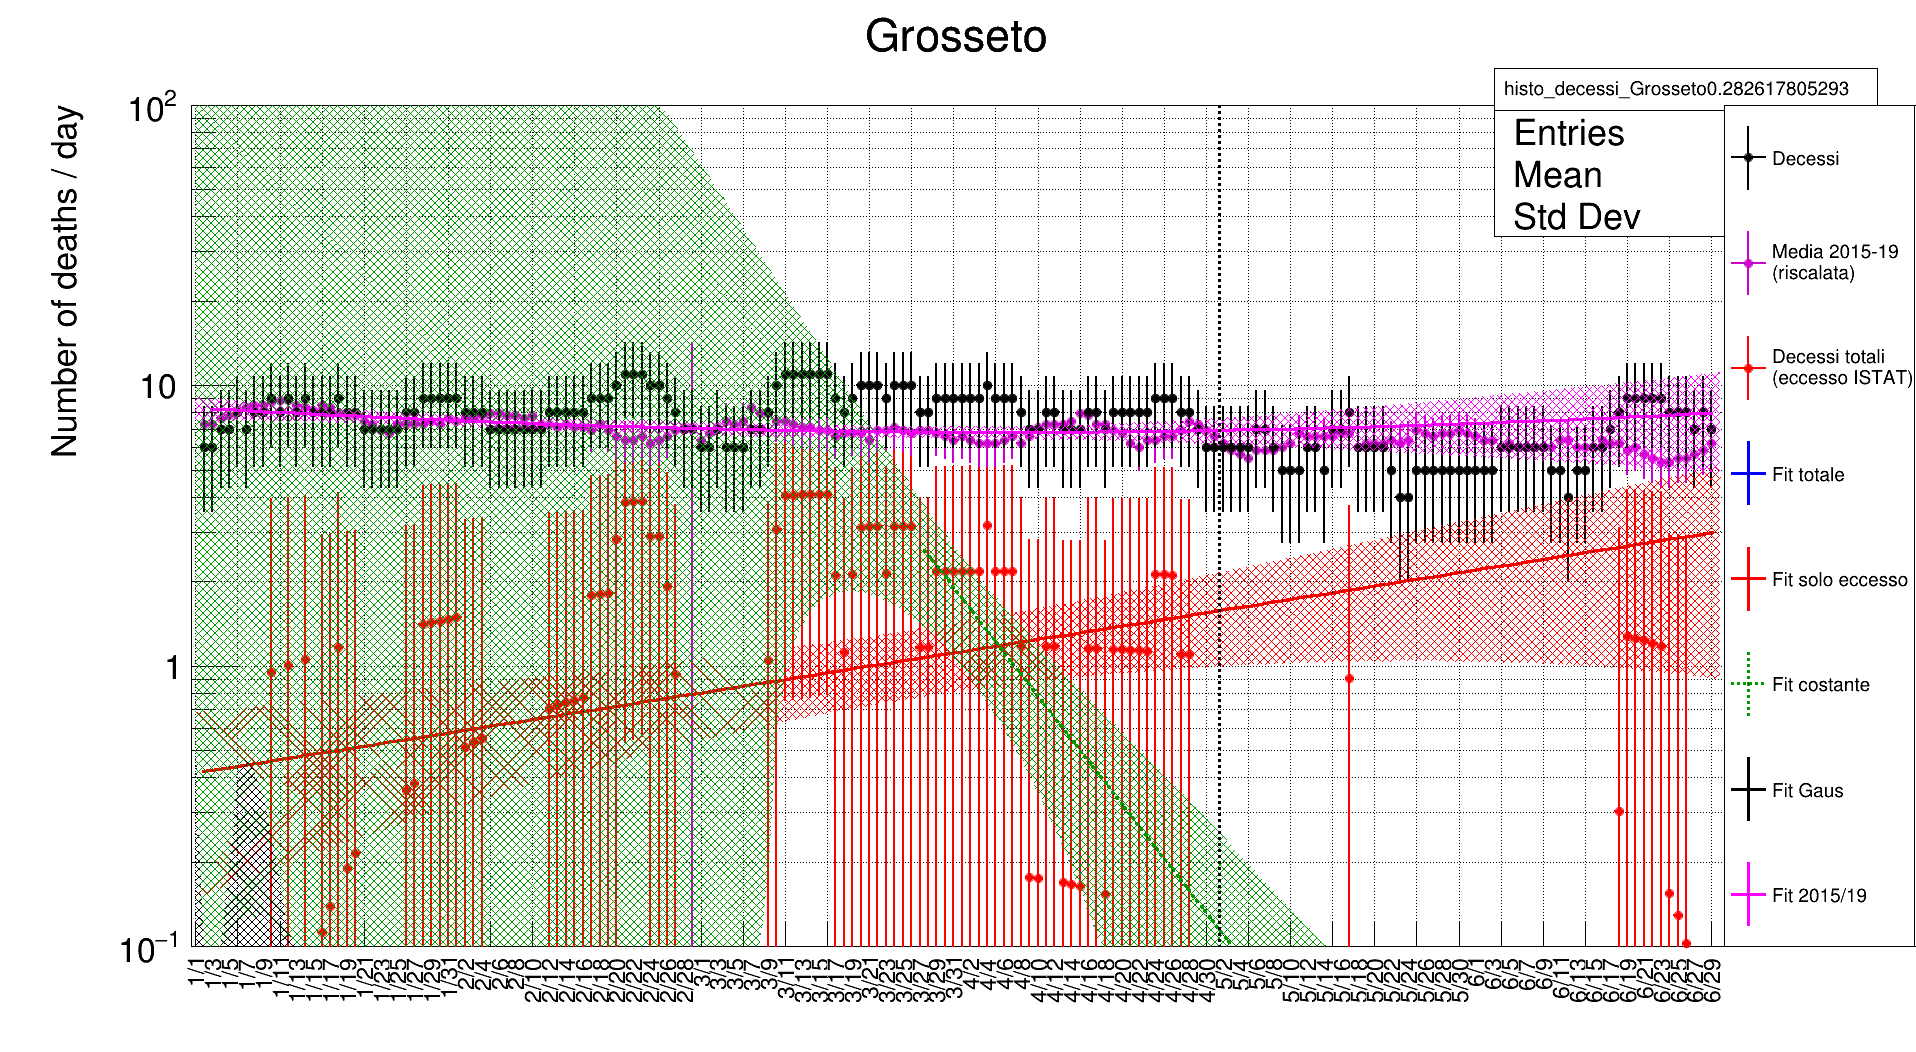 Grosseto
histo_decessi_Grosseto0.282617805293
Entries
Mean
Std Dev
Number of deaths / day
10²
10
1
10⁻¹
Decessi
Media 2015-19
(riscalata)
Decessi totali
(eccesso ISTAT)
Fit totale
Fit solo eccesso
Fit costante
Fit Gaus
Fit 2015/19
1/1 1/3 1/5 1/7 1/9 1/11 1/13 1/15 1/17 1/19 1/21 1/23 1/25 1/27 1/29 1/31 2/2 2/4 2/6 2/8 2/10 2/12 2/14 2/16 2/18 2/20 2/22 2/24 2/26 2/28 3/1 3/3 3/5 3/7 3/9 3/11 3/13 3/15 3/17 3/19 3/21 3/23 3/25 3/27 3/29 3/31 4/2 4/4 4/6 4/8 4/10 4/12 4/14 4/16 4/18 4/20 4/22 4/24 4/26 4/28 4/30 5/2 5/4 5/6 5/8 5/10 5/12 5/14 5/16 5/18 5/20 5/22 5/24 5/26 5/28 5/30 6/1 6/3 6/5 6/7 6/9 6/11 6/13 6/15 6/17 6/19 6/21 6/23 6/25 6/27 6/29